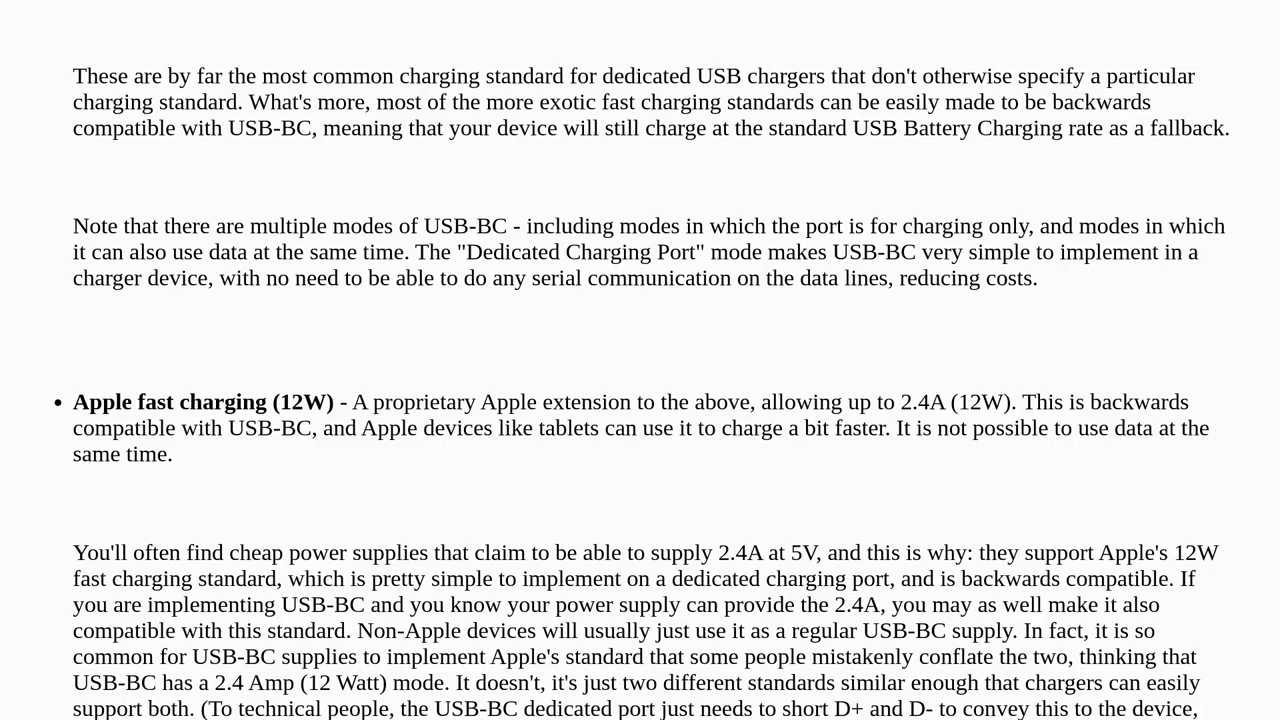 These are by far the most common charging standard for dedicated USB chargers that don't otherwise specify a particular
charging standard. What's more, most of the more exotic fast charging standards can be easily made to be backwards
compatible with USB-BC, meaning that your device will still charge at the standard USB Battery Charging rate as a fallback.
Note that there are multiple modes of USB-BC - including modes in which the port is for charging only, and modes in which
it can also use data at the same time. The "Dedicated Charging Port" mode makes USB-BC very simple to implement in a
charger device, with no need to be able to do any serial communication on the data lines, reducing costs.
• Apple fast charging (12W) - A proprietary Apple extension to the above, allowing up to 2.4A (12W). This is backwards
compatible with USB-BC, and Apple devices like tablets can use it to charge a bit faster. It is not possible to use data at the
same time.
You'll often find cheap power supplies that claim to be able to supply 2.4A at 5V, and this is why: they support Apple's 12W
fast charging standard, which is pretty simple to implement on a dedicated charging port, and is backwards compatible. If
you are implementing USB-BC and you know your power supply can provide the 2.4A, you may as well make it also
compatible with this standard. Non-Apple devices will usually just use it as a regular USB-BC supply. In fact, it is so
common for USB-BC supplies to implement Apple's standard that some people mistakenly conflate the two, thinking that
USB-BC has a 2.4 Amp (12 Watt) mode. It doesn't, it's just two different standards similar enough that chargers can easily
support both. (To technical people, the USB-BC dedicated port just needs to short D+ and D- to convey this to the device,